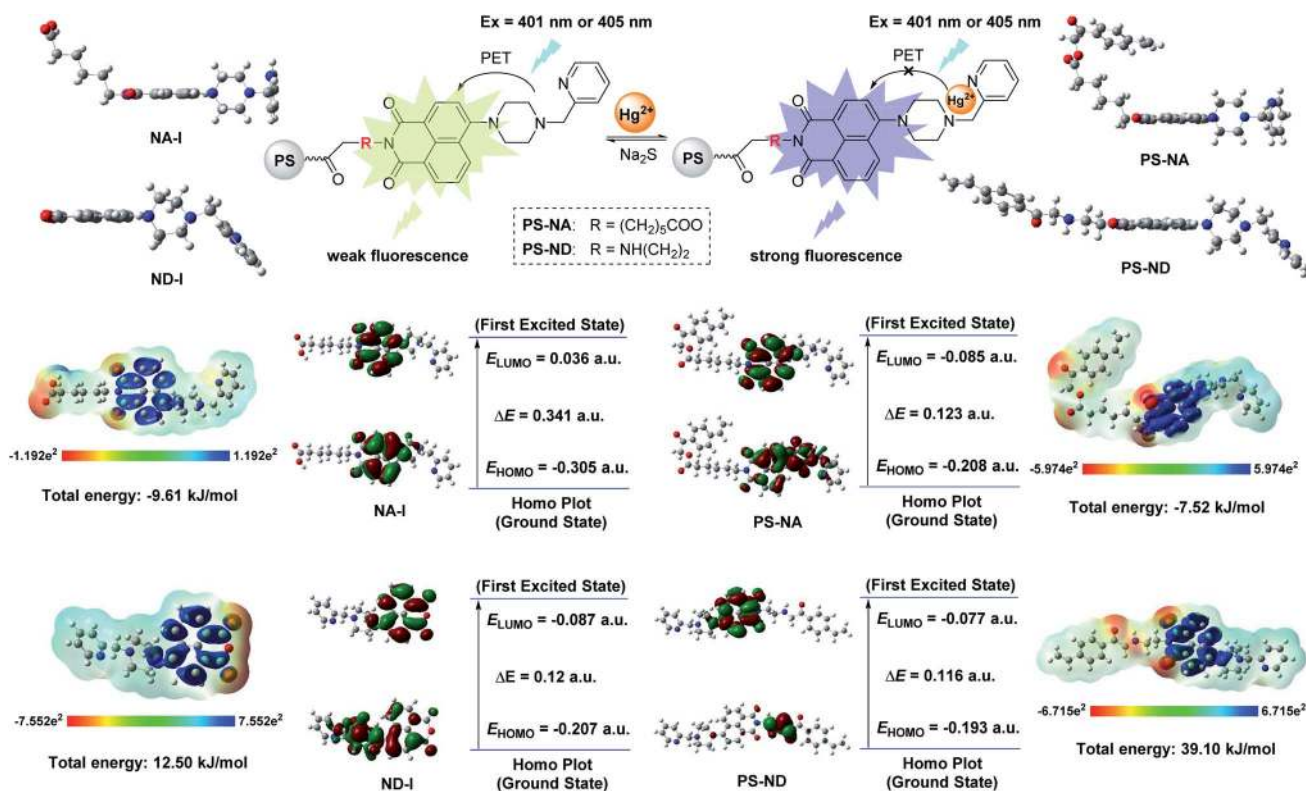 Ex = 401 nm or 405 nm
PET
N
N
N
N
O
O
R
O
PS
Hg2+
Na2S
Ex = 401 nm or 405 nm
PET
×
N
N
N
N
Hg2+
O
O
R
O
PS
NA-I
ND-I
weak fluorescence
PS-NA: R = (CH2)5COO
PS-ND: R = NH(CH2)2
strong fluorescence
PS-NA
PS-ND
-1.192e2 1.192e2
Total energy: -9.61 kJ/mol
NA-I
(First Excited State)
ELUMO = 0.036 a.u.
ΔE = 0.341 a.u.
EHOMO = -0.305 a.u.
Homo Plot
(Ground State)
PS-NA
(First Excited State)
ELUMO = -0.085 a.u.
ΔE = 0.123 a.u.
EHOMO = -0.208 a.u.
Homo Plot
(Ground State)
-5.974e2 5.974e2
Total energy: -7.52 kJ/mol
-7.552e2 7.552e2
Total energy: 12.50 kJ/mol
ND-I
(First Excited State)
ELUMO = -0.087 a.u.
ΔE = 0.12 a.u.
EHOMO = -0.207 a.u.
Homo Plot
(Ground State)
PS-ND
(First Excited State)
ELUMO = -0.077 a.u.
ΔE = 0.116 a.u.
EHOMO = -0.193 a.u.
Homo Plot
(Ground State)
-6.715e2 6.715e2
Total energy: 39.10 kJ/mol